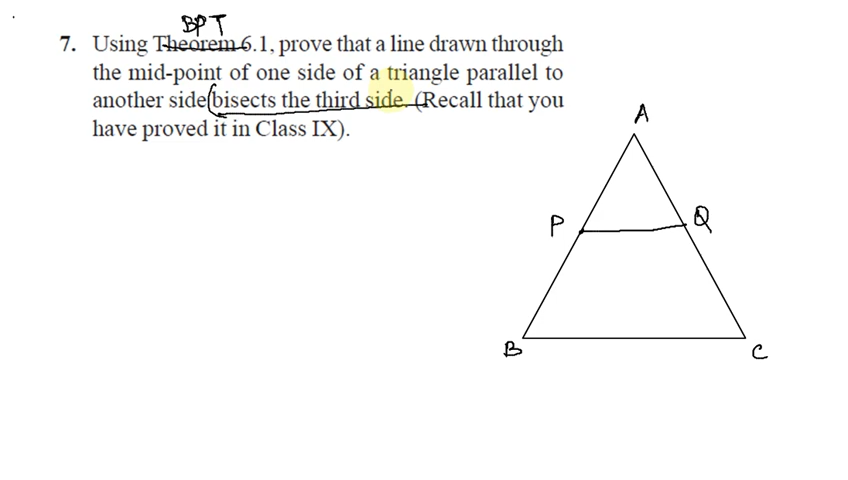 BPT
7. Using Theorem 6.1, prove that a line drawn through
the mid-point of one side of a triangle parallel to
another side bisects the third side. (Recall that you
have proved it in Class IX).
A
P
Q
B
C